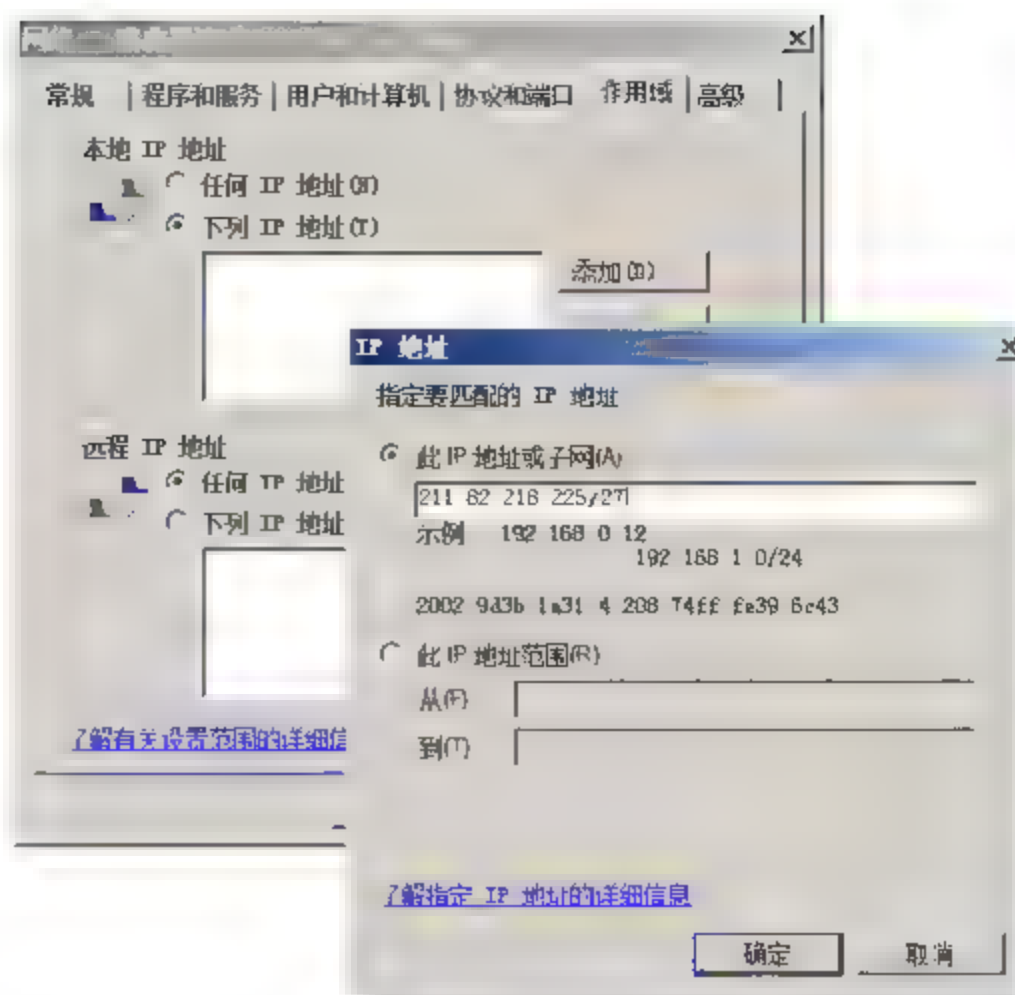 常规 程序和服务 用户和计算机 协议和端口 作用域 高级
本地 IP 地址
任何 IP 地址(N)
下列 IP 地址(T)
添加(D)
IP 地址
指定要匹配的 IP 地址
远程 IP 地址
此 IP 地址或子网(A)
任何 IP 地址
211 62 216 225/27
下列 IP 地址
示例 192 168 0 12
192 168 1 0/24
2002 9d3b 1a31 4 208 74ff fe39 6c43
此 IP 地址范围(R)
从(F)
了解有关设置范围的详细信
到(T)
了解指定 IP 地址的详细信息
确定 取消